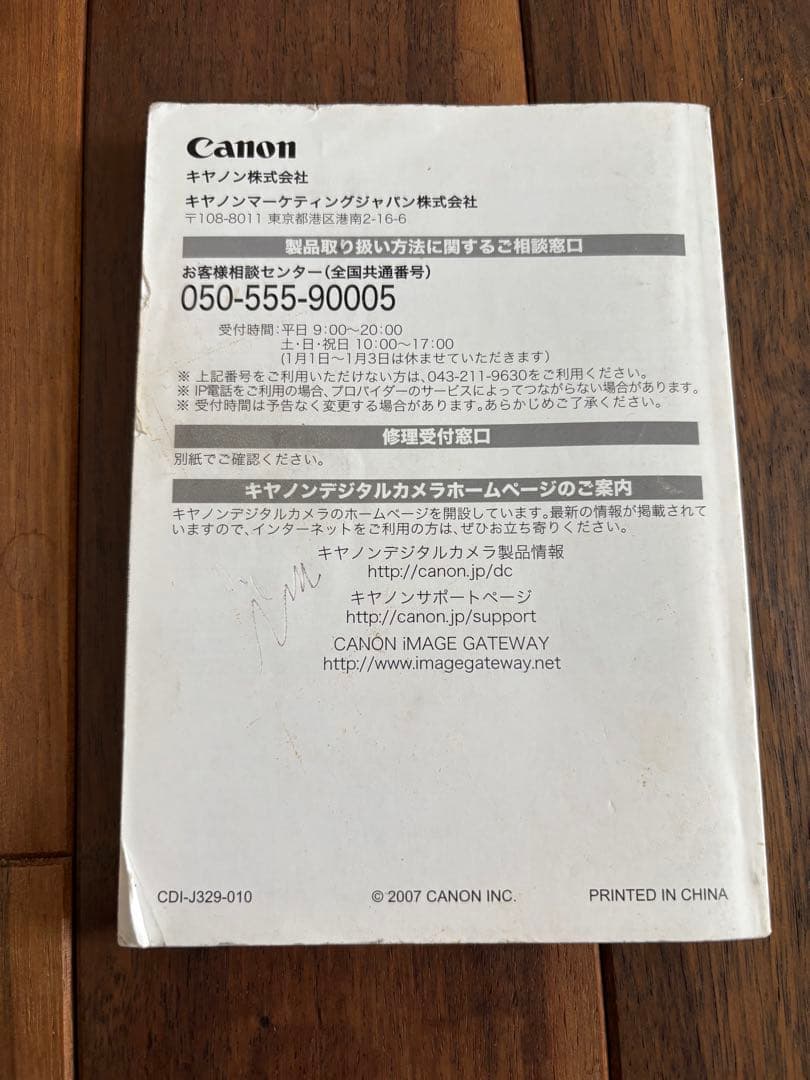 Canon
キヤノン株式会社
キヤノンマーケティングジャパン株式会社
〒108-8011 東京都港区港南2-16-6
製品取り扱い方法に関するご相談窓口
お客様相談センター（全国共通番号）
050-555-90005
受付時間：平日 9：00～20：00
土・日・祝日 10：00～17：00
（1月1日～1月3日は休ませていただきます）
※ 上記番号をご利用いただけない方は、043-211-9630をご利用ください。
※ IP電話をご利用の場合、プロバイダーのサービスによってつながらない場合があります。
※ 受付時間は予告なく変更する場合があります。あらかじめご了承ください。
修理受付窓口
別紙でご確認ください。
キヤノンデジタルカメラホームページのご案内
キヤノンデジタルカメラのホームページを開設しています。最新の情報が掲載されて
いますので、インターネットをご利用の方は、ぜひお立ち寄りください。
キヤノンデジタルカメラ製品情報
http://canon.jp/dc
キヤノンサポートページ
http://canon.jp/support
CANON iMAGE GATEWAY
http://www.imagegateway.net
CDI-J329-010
© 2007 CANON INC.
PRINTED IN CHINA